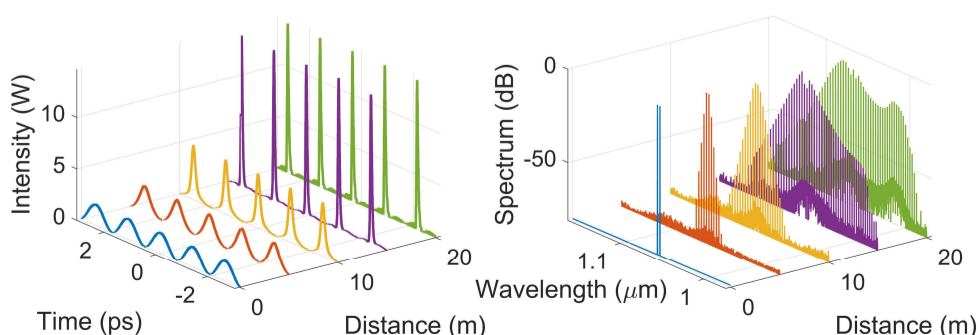 Intensity (W)
10
5
0
2
0
-2
Time (ps)
0
10
20
Distance (m)
Spectrum (dB)
0
-50
1.1
1
Wavelength (μm)
0
10
20
Distance (m)